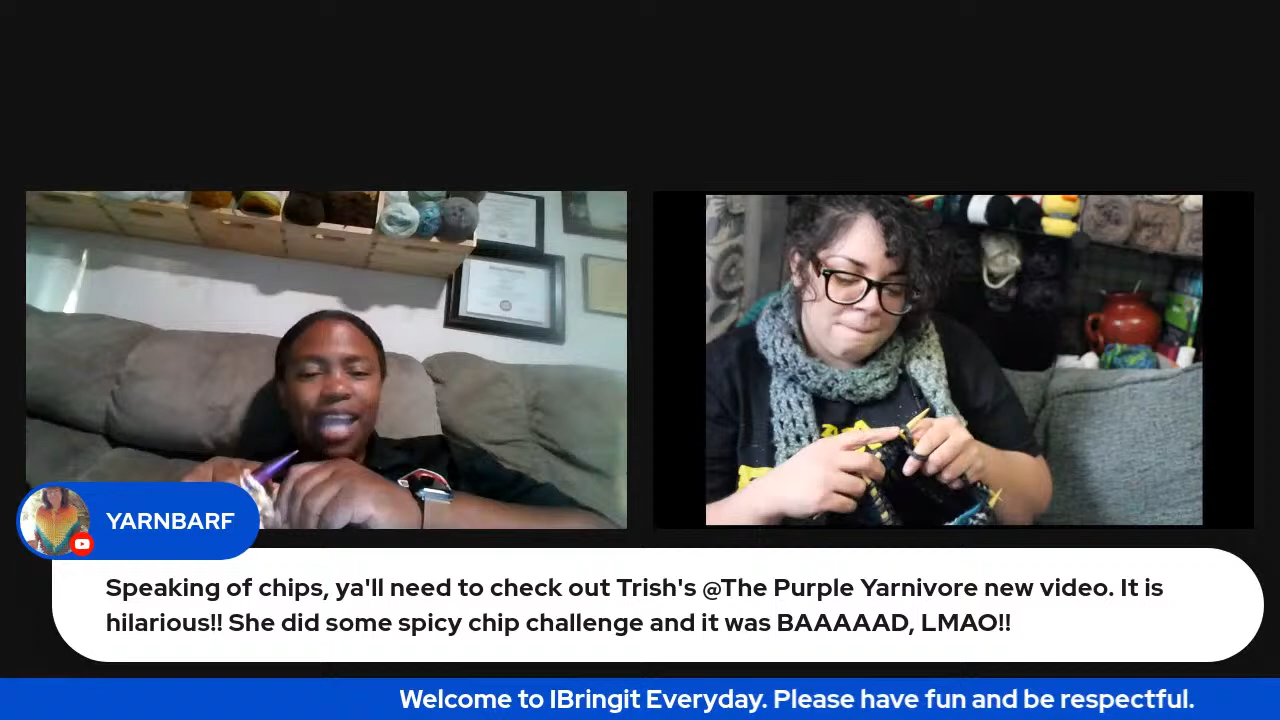 YARNBARF
Speaking of chips, ya'll need to check out Trish's @The Purple Yarnivore new video. It is
hilarious!! She did some spicy chip challenge and it was BAAAAAD, LMAO!!
Welcome to IBringit Everyday. Please have fun and be respectful.